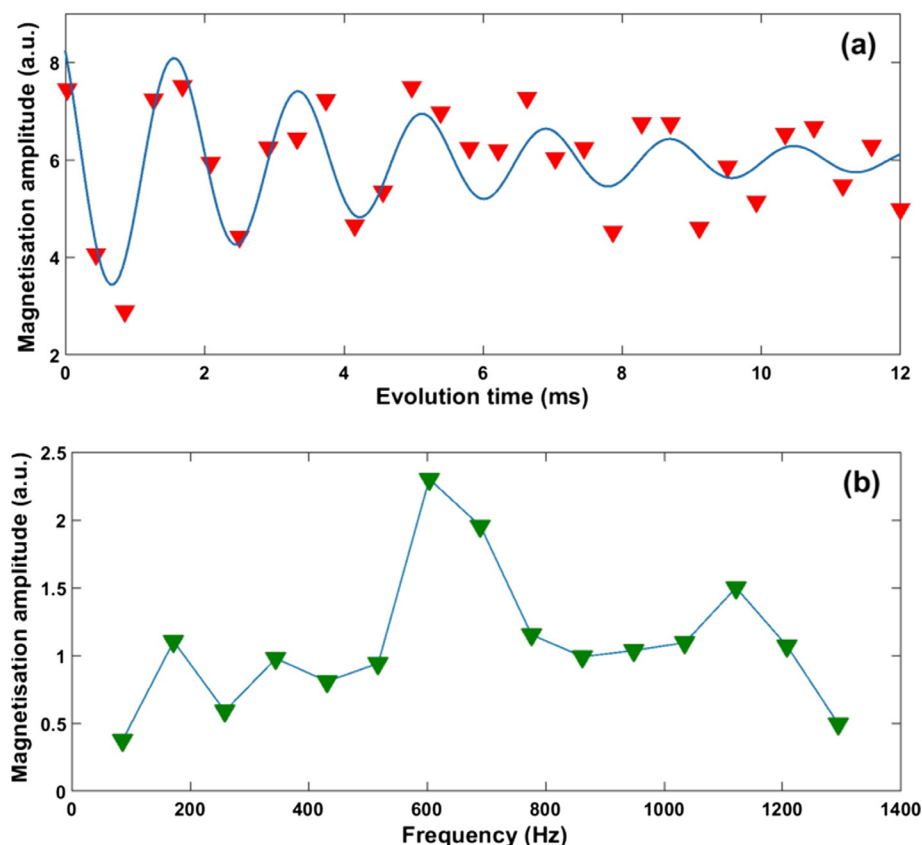 (a)
Magnetisation amplitude (a.u.)
8
6
4
2
0 2 4 6 8 10 12
Evolution time (ms)
(b)
Magnetisation amplitude (a.u.)
2.5
2
1.5
1
0.5
0
0 200 400 600 800 1000 1200 1400
Frequency (Hz)